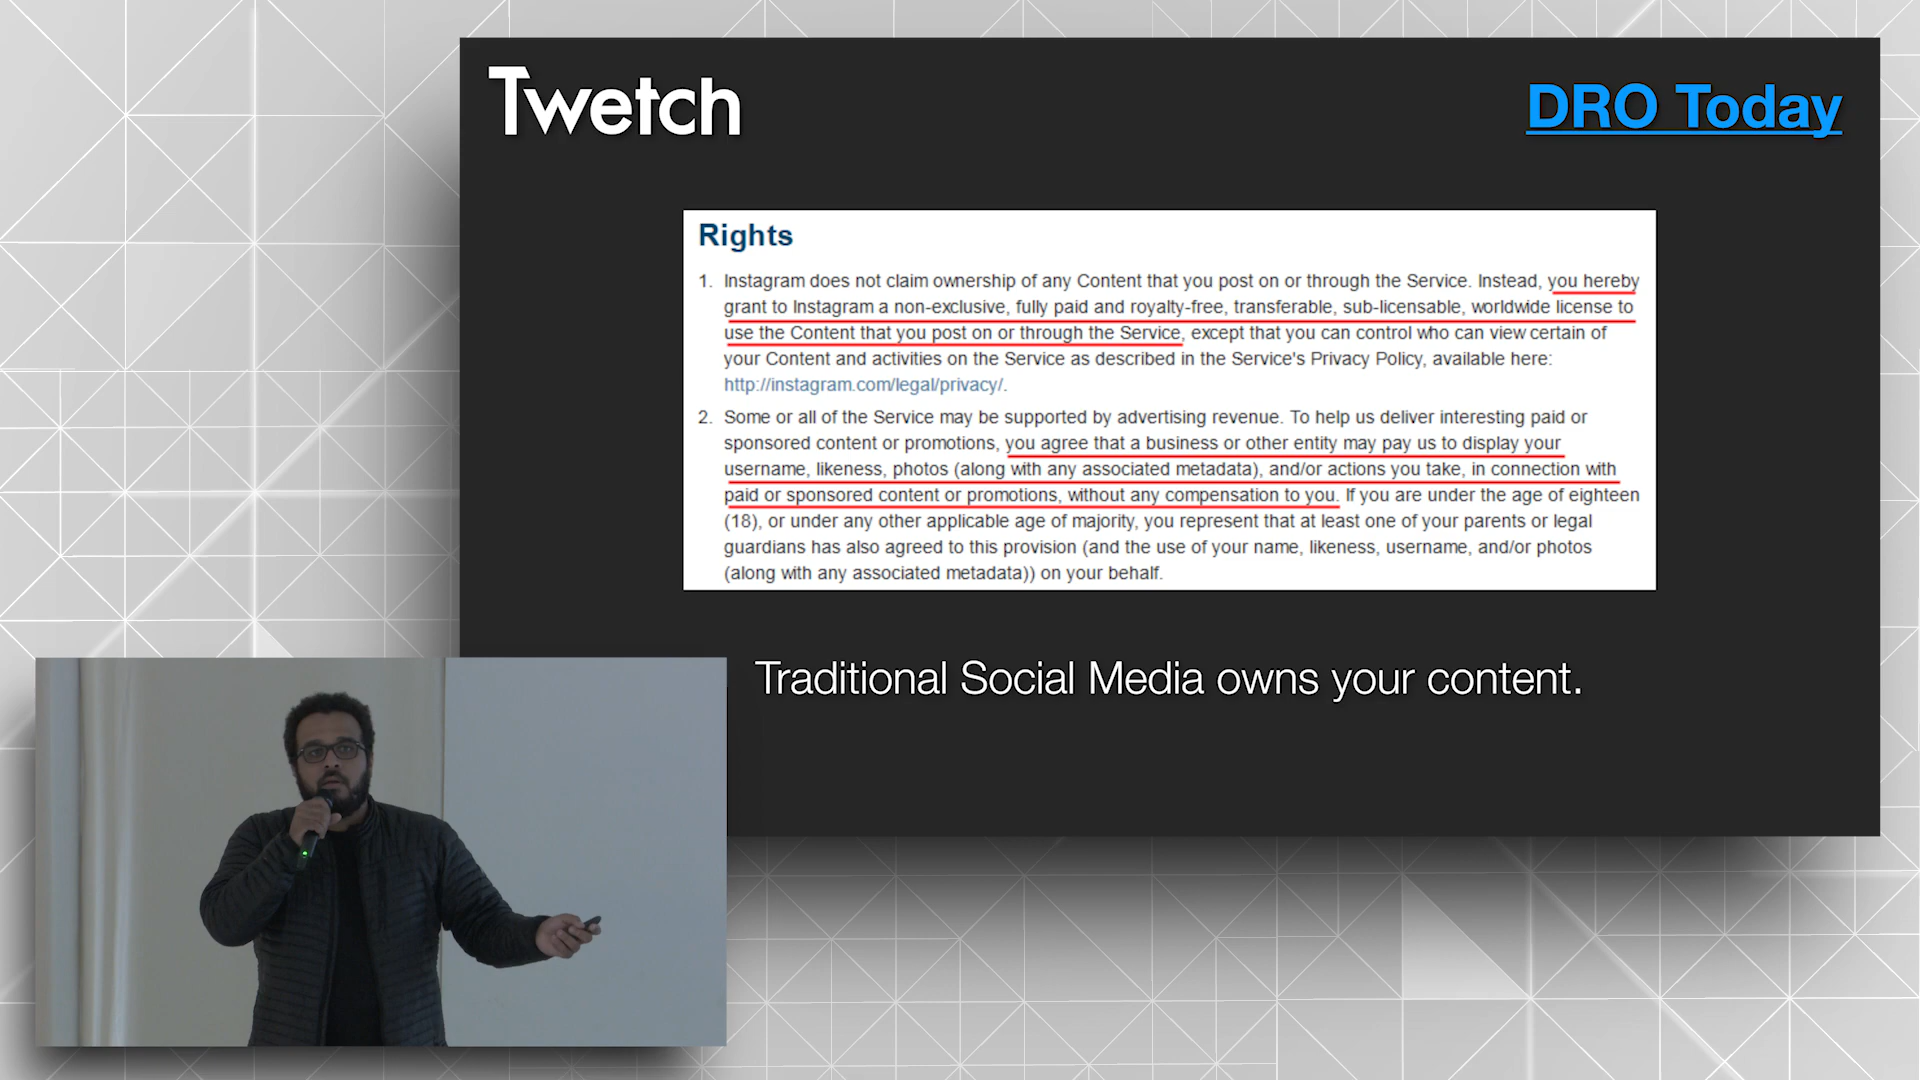 Twetch
DRO Today
Rights
1. Instagram does not claim ownership of any Content that you post on or through the Service. Instead, you hereby
grant to Instagram a non-exclusive, fully paid and royalty-free, transferable, sub-licensable, worldwide license to
use the Content that you post on or through the Service, except that you can control who can view certain of
your Content and activities on the Service as described in the Service's Privacy Policy, available here:
http://instagram.com/legal/privacy/.
2. Some or all of the Service may be supported by advertising revenue. To help us deliver interesting paid or
sponsored content or promotions, you agree that a business or other entity may pay us to display your
username, likeness, photos (along with any associated metadata), and/or actions you take, in connection with
paid or sponsored content or promotions, without any compensation to you. If you are under the age of eighteen
(18), or under any other applicable age of majority, you represent that at least one of your parents or legal
guardians has also agreed to this provision (and the use of your name, likeness, username, and/or photos
(along with any associated metadata)) on your behalf.
Traditional Social Media owns your content.